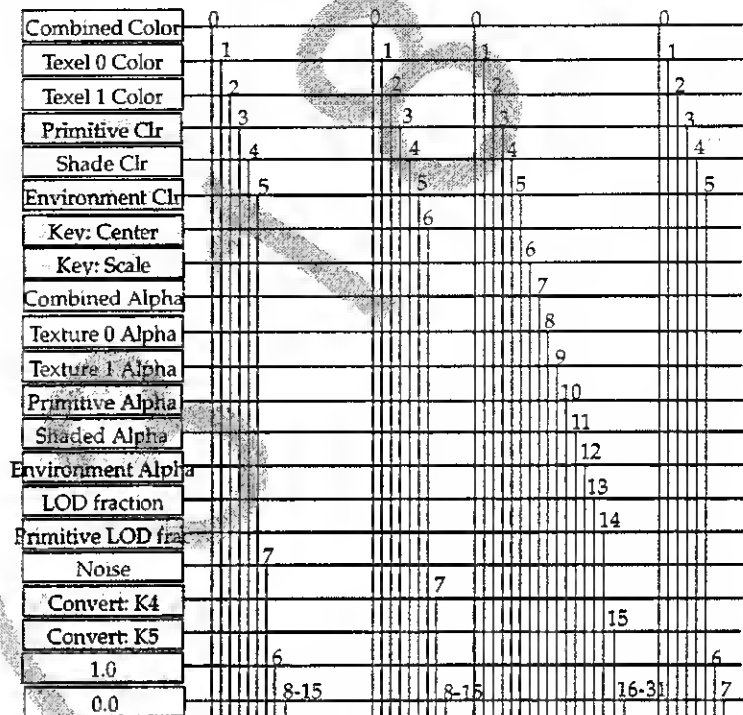 Combined Color 0 0 0 0
Texel 0 Color 1 1 1 1
Texel 1 Color 2 2 2 2
Primitive Clr 3 3 3 3
Shade Clr 4 4 4 4
Environment Clr 5 5 5 5
Key: Center 6
Key: Scale 6
Combined Alpha 7
Texture 0 Alpha 8
Texture 1 Alpha 9
Primitive Alpha 10
Shaded Alpha 11
Environment Alpha 12
LOD fraction 13
Primitive LOD frac 14
Noise 7
Convert: K4 7
Convert: K5 15
1.0 6 6
0.0 8-15 8-15 16-31 7